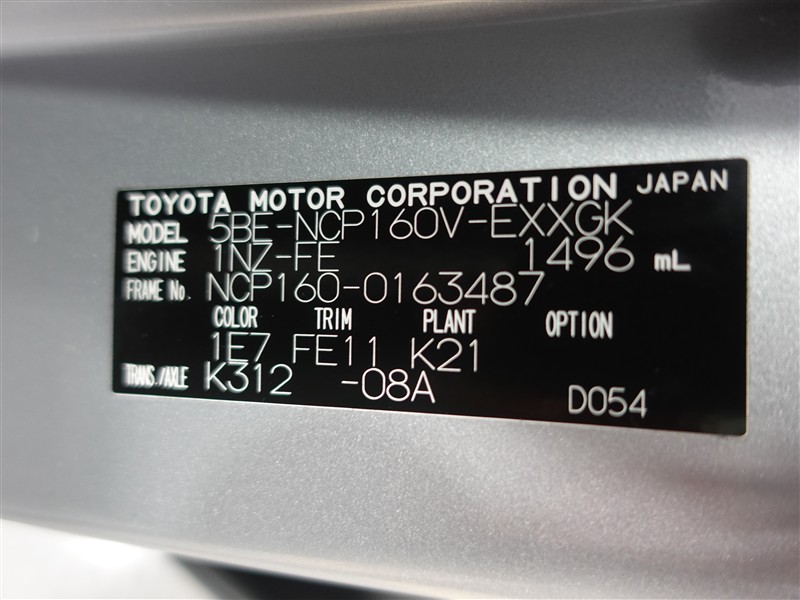 TOYOTA MOTOR CORPORATION JAPAN
MODEL 5BE-NCP160V-EXXGK
ENGINE 1NZ-FE 1496 mL
FRAME No. NCP160-0163487
COLOR TRIM PLANT OPTION
1E7 FE11 K21
TRANS./AXLE K312 -08A
D054